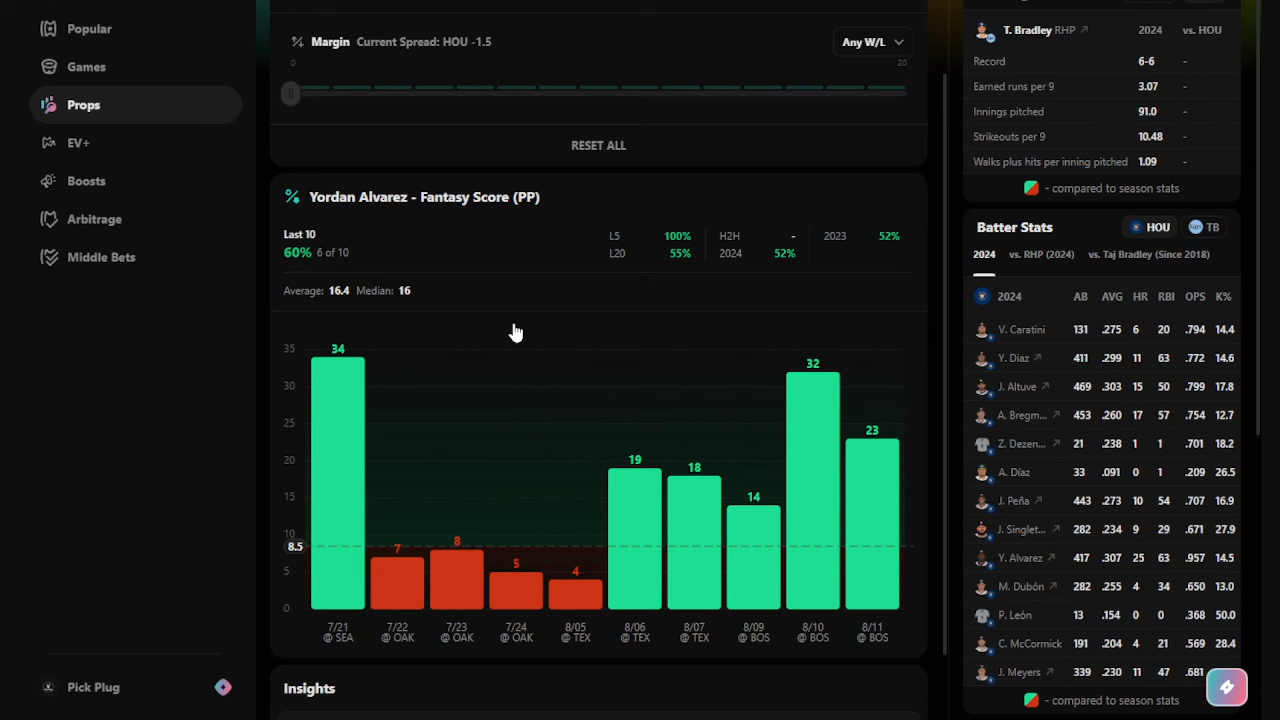 Popular
Games
Props
EV+
Boosts
Arbitrage
Middle Bets
Pick Plug
Margin Current Spread: HOU -1.5
Any W/L
0
20
RESET ALL
Yordan Alvarez - Fantasy Score (PP)
Last 10
60% 6 of 10
L5 100% H2H - 2023 52%
L20 55% 2024 52%
Average: 16.4 Median: 16
35
30
25
20
15
10
8.5
5
0
34
7
8
5
4
19
18
14
32
23
7/21 7/22 7/23 7/24 8/05 8/06 8/07 8/09 8/10 8/11
@ SEA @ OAK @ OAK @ OAK @ TEX @ TEX @ TEX @ BOS @ BOS @ BOS
Insights
T. Bradley RHP 2024 vs. HOU
Record 6-6 -
Earned runs per 9 3.07 -
Innings pitched 91.0 -
Strikeouts per 9 10.48 -
Walks plus hits per inning pitched 1.09 -
- compared to season stats
Batter Stats HOU TB
2024 vs. RHP (2024) vs. Taj Bradley (Since 2018)
2024 AB AVG HR RBI OPS K%
V. Caratini 131 .275 6 20 .794 14.4
Y. Diaz 411 .299 11 63 .772 14.6
J. Altuve 469 .303 15 50 .799 17.8
A. Bregm... 453 .260 17 57 .754 12.7
Z. Dezen... 21 .238 1 1 .701 18.2
A. Díaz 33 .091 0 1 .209 26.5
J. Peña 443 .273 10 54 .707 16.9
J. Singlet... 282 .234 9 29 .671 27.9
Y. Alvarez 417 .307 25 63 .957 14.5
M. Dubón 282 .255 4 34 .650 13.0
P. León 13 .154 0 0 .368 50.0
C. McCormick 191 .204 4 21 .569 28.4
J. Meyers 339 .230 11 47 .681
- compared to season stats